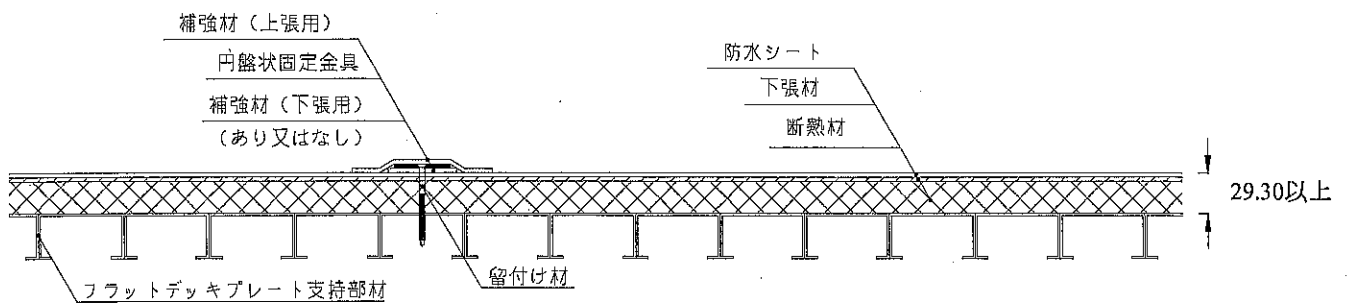 補強材（上張用）
円盤状固定金具
補強材（下張用）
（あり又はなし）
防水シート
下張材
断熱材
29.30以上
留付け材
フラットデッキプレート支持部材